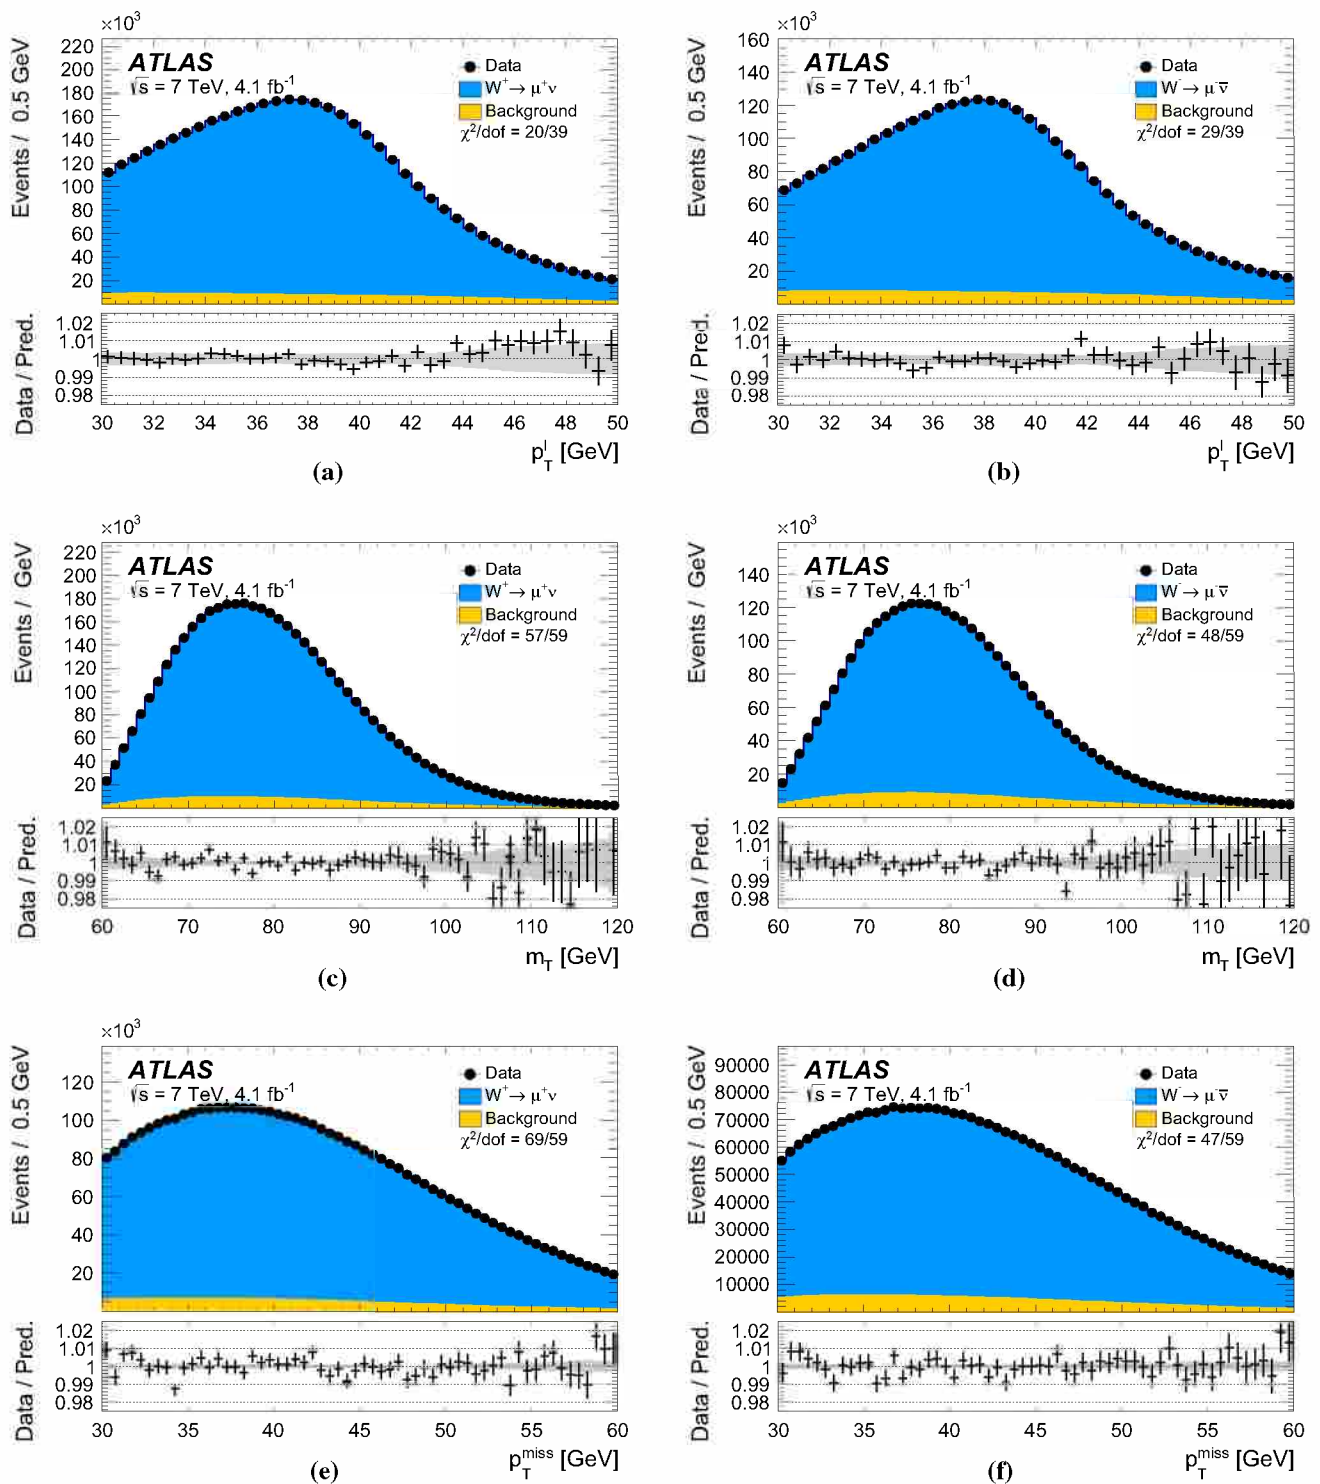 ×10³
Events / 0.5 GeV
220
200
180
160
140
120
100
80
60
40
20
ATLAS
√s = 7 TeV, 4.1 fb⁻¹
Data
W⁺→ μ⁺ν
Background
χ²/dof = 20/39
Data / Pred.
1.02
1.01
1
0.99
0.98
30 32 34 36 38 40 42 44 46 48 50
p_T^l [GeV]
(a)
×10³
Events / 0.5 GeV
160
140
120
100
80
60
40
20
ATLAS
√s = 7 TeV, 4.1 fb⁻¹
Data
W⁻→ μ⁻ν̅
Background
χ²/dof = 29/39
Data / Pred.
1.02
1.01
1
0.99
0.98
30 32 34 36 38 40 42 44 46 48 50
p_T^l [GeV]
(b)
×10³
Events / GeV
220
200
180
160
140
120
100
80
60
40
20
ATLAS
√s = 7 TeV, 4.1 fb⁻¹
Data
W⁺→ μ⁺ν
Background
χ²/dof = 57/59
Data / Pred.
1.02
1.01
1
0.99
0.98
60 70 80 90 100 110 120
m_T [GeV]
(c)
×10³
Events / GeV
140
120
100
80
60
40
20
ATLAS
√s = 7 TeV, 4.1 fb⁻¹
Data
W⁻→ μ⁻ν̅
Background
χ²/dof = 48/59
Data / Pred.
1.02
1.01
1
0.99
0.98
60 70 80 90 100 110 120
m_T [GeV]
(d)
×10³
Events / 0.5 GeV
120
100
80
60
40
20
ATLAS
√s = 7 TeV, 4.1 fb⁻¹
Data
W⁺→ μ⁺ν
Background
χ²/dof = 69/59
Data / Pred.
1.02
1.01
1
0.99
0.98
30 35 40 45 50 55 60
p_T^miss [GeV]
(e)
Events / 0.5 GeV
90000
80000
70000
60000
50000
40000
30000
20000
10000
ATLAS
√s = 7 TeV, 4.1 fb⁻¹
Data
W⁻→ μ⁻ν̅
Background
χ²/dof = 47/59
Data / Pred.
1.02
1.01
1
0.99
0.98
30 35 40 45 50 55 60
p_T^miss [GeV]
(f)